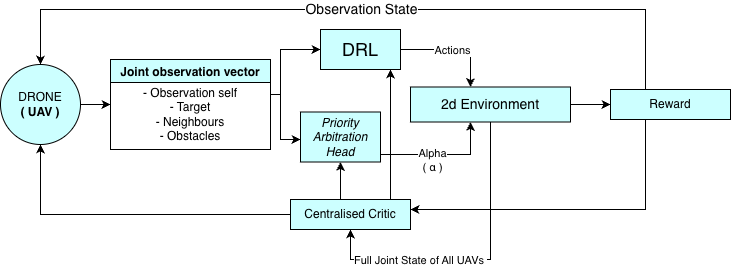 Observation State
DRL
Actions
Joint observation vector
- Observation self
- Target
- Neighbours
- Obstacles
DRONE
( UAV )
2d Environment
Reward
Priority
Arbitration
Head
Alpha
( α )
Centralised Critic
Full Joint State of All UAVs